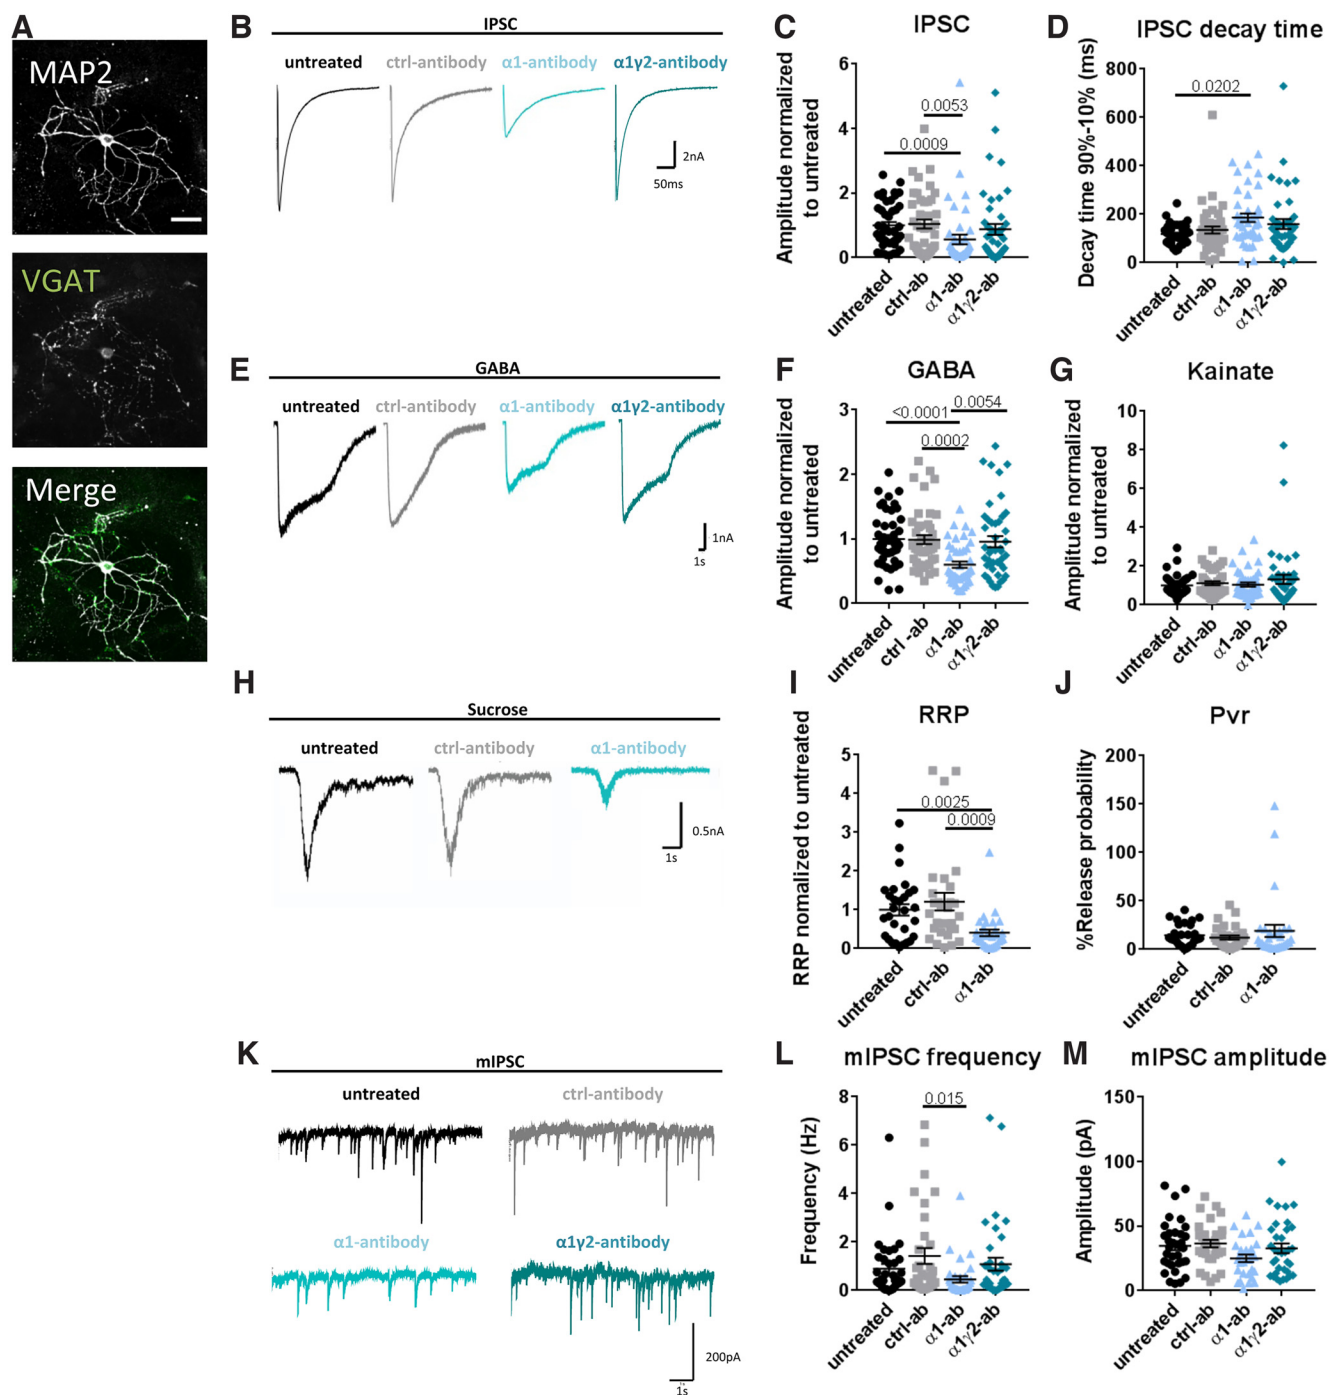 A
MAP2
VGAT
Merge
B
IPSC
untreated ctrl-antibody α1-antibody α1γ2-antibody
2nA
50ms
C
IPSC
Amplitude normalized
to untreated
6
4
2
0
0.0053
0.0009
untreated ctrl-ab α1-ab α1γ2-ab
D
IPSC decay time
Decay time 90%-10% (ms)
800
600
400
200
0
0.0202
untreated ctrl-ab α1-ab α1γ2-ab
E
GABA
untreated ctrl-antibody α1-antibody α1γ2-antibody
1nA
1s
F
GABA
Amplitude normalized
to untreated
3
2
1
0
<0.0001 0.0054
0.0002
untreated ctrl -ab α1-ab α1γ2-ab
G
Kainate
Amplitude normalized
to untreated
10
8
6
4
2
0
untreated ctrl-ab α1-ab α1γ2-ab
H
Sucrose
untreated ctrl-antibody α1-antibody
0.5nA
1s
I
RRP
RRP nomalized to untreated
5
4
3
2
1
0
0.0025
0.0009
untreated ctrl-ab α1-ab
J
Pvr
%Release probability
200
150
100
50
0
untreated ctrl-ab α1-ab
K
mIPSC
untreated ctrl-antibody
α1-antibody α1γ2-antibody
200pA
1s
L
mIPSC frequency
Frequency (Hz)
8
6
4
2
0
0.015
untreated ctrl-ab α1-ab α1γ2-ab
M
mIPSC amplitude
Amplitude (pA)
150
100
50
0
untreated ctrl-ab α1-ab α1γ2-ab